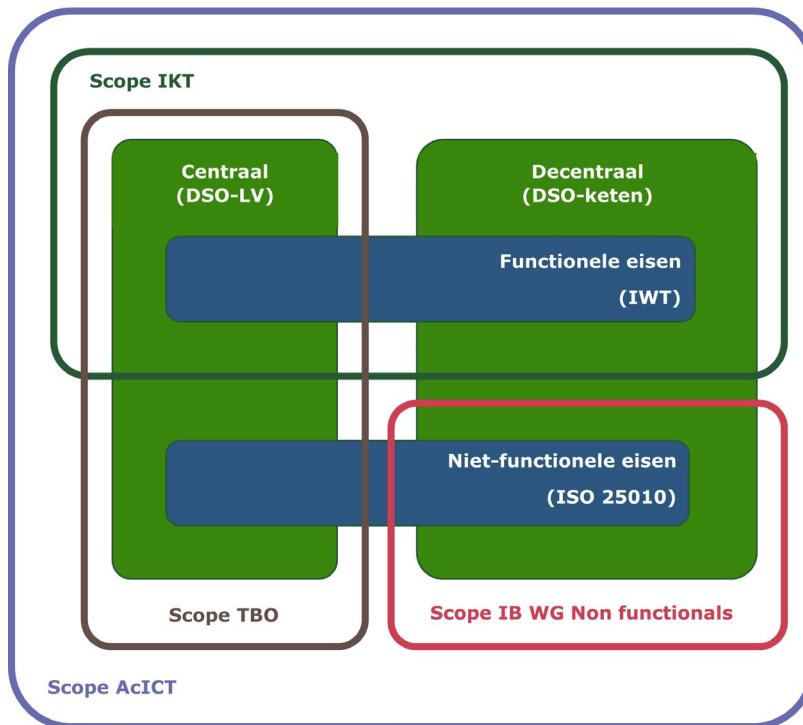 Scope IKT
Centraal
(DSO-LV)
Decentraal
(DSO-keten)
Functionele eisen
(IWT)
Niet-functionele eisen
(ISO 25010)
Scope TBO
Scope IB WG Non functionals
Scope AcICT